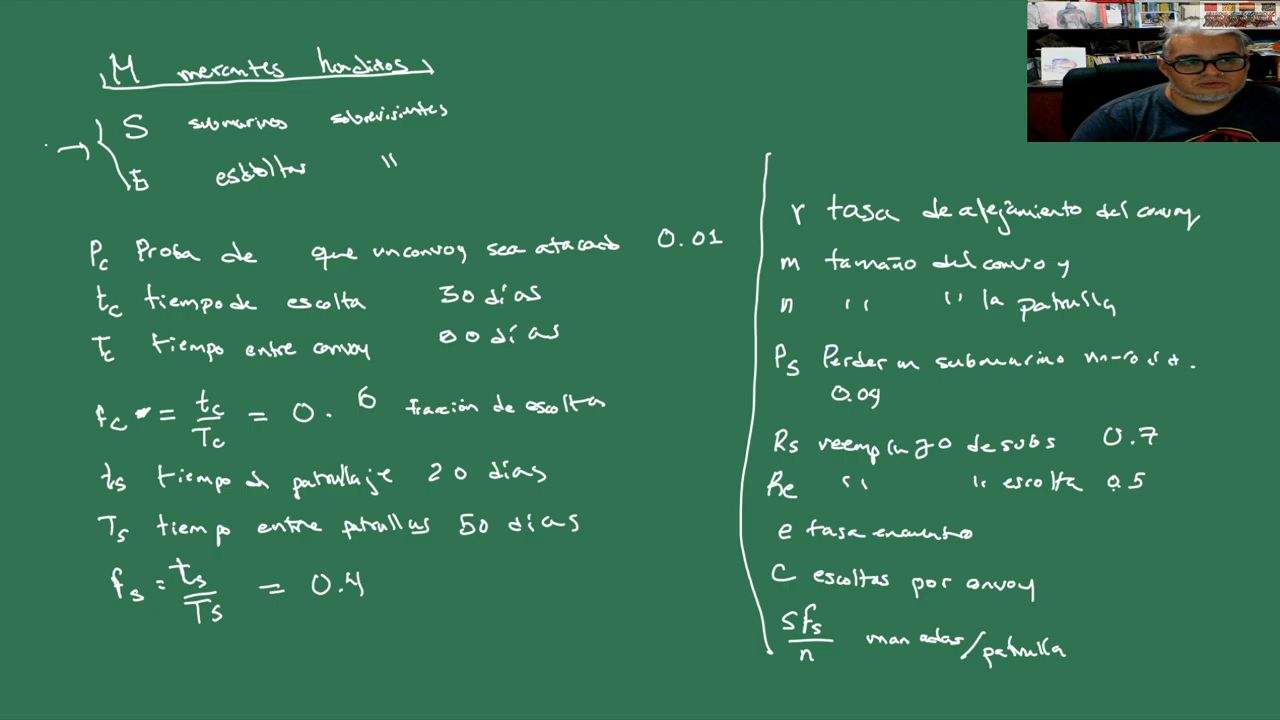 M mercantes hundidos
S submarinos sobrevivientes
E escoltas "
Pc Proba de que un convoy sea atacado 0.01
tc tiempo de escolta 30 días
Tc tiempo entre convoy días
fc = tc/Tc = 0.6 fracción de escoltas
ts tiempo de patrullaje 20 días
Ts tiempo entre patrullas 50 días
fs = ts/Ts = 0.4
r tasa de alejamiento del convoy
m tamaño del convoy
n " " la patrulla
Ps Perder un submarino
0.09
Rs reemplazo de subs 0.7
Re " " escolta 0.5
e tasa encuentro
C escoltas por convoy
Sfs/n manadas/patrulla